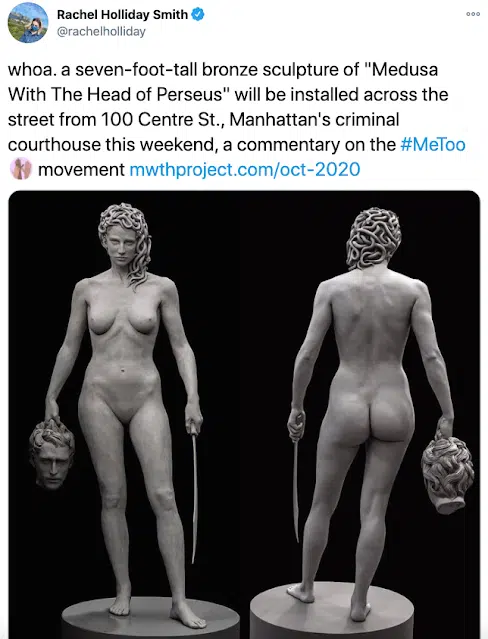 Rachel Holliday Smith
@rachelholliday
whoa. a seven-foot-tall bronze sculpture of "Medusa
With The Head of Perseus" will be installed across the
street from 100 Centre St., Manhattan's criminal
courthouse this weekend, a commentary on the #MeToo
movement mwthproject.com/oct-2020